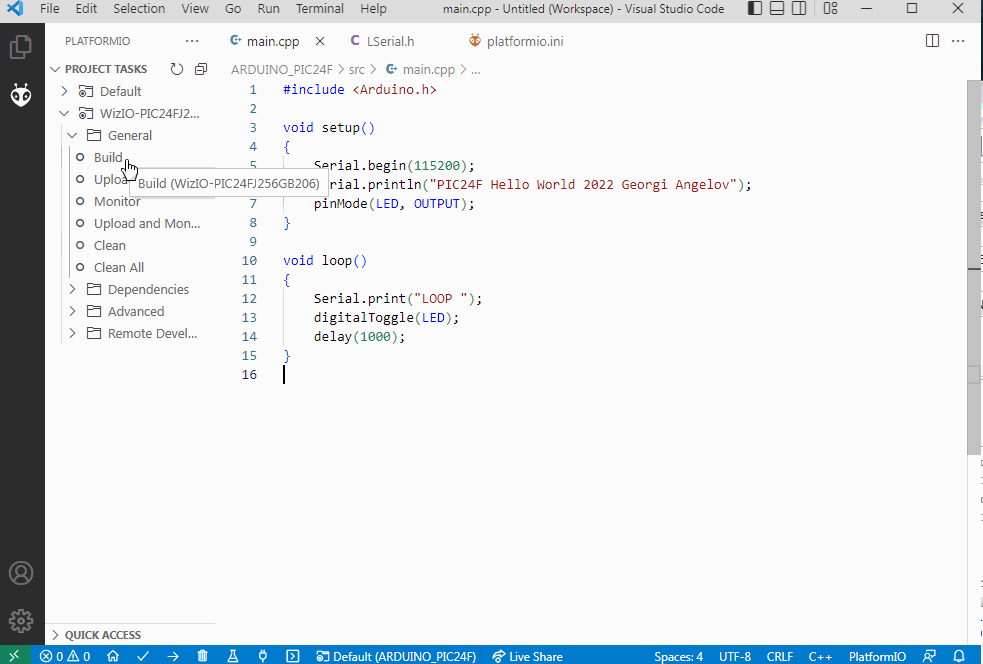 File Edit Selection View Go Run Terminal Help main.cpp - Untitled (Workspace) - Visual Studio Code
PLATFORMIO ... main.cpp LSerial.h platformio.ini ...
PROJECT TASKS
ARDUINO_PIC24F > src > main.cpp > ...
Default
WizIO-PIC24FJ2...
General
Build
Uploa
Build (WizIO-PIC24FJ256GB206)
Monitor
Upload and Mon...
Clean
Clean All
Dependencies
Advanced
Remote Devel...
1 #include <Arduino.h>
2
3 void setup()
4 {
5 Serial.begin(115200);
rial.println("PIC24F Hello World 2022 Georgi Angelov");
7 pinMode(LED, OUTPUT);
8 }
9
10 void loop()
11 {
12 Serial.print("LOOP ");
13 digitalToggle(LED);
14 delay(1000);
15 }
16
QUICK ACCESS
0 0 Default (ARDUINO_PIC24F) Live Share Spaces: 4 UTF-8 CRLF C++ PlatformIO